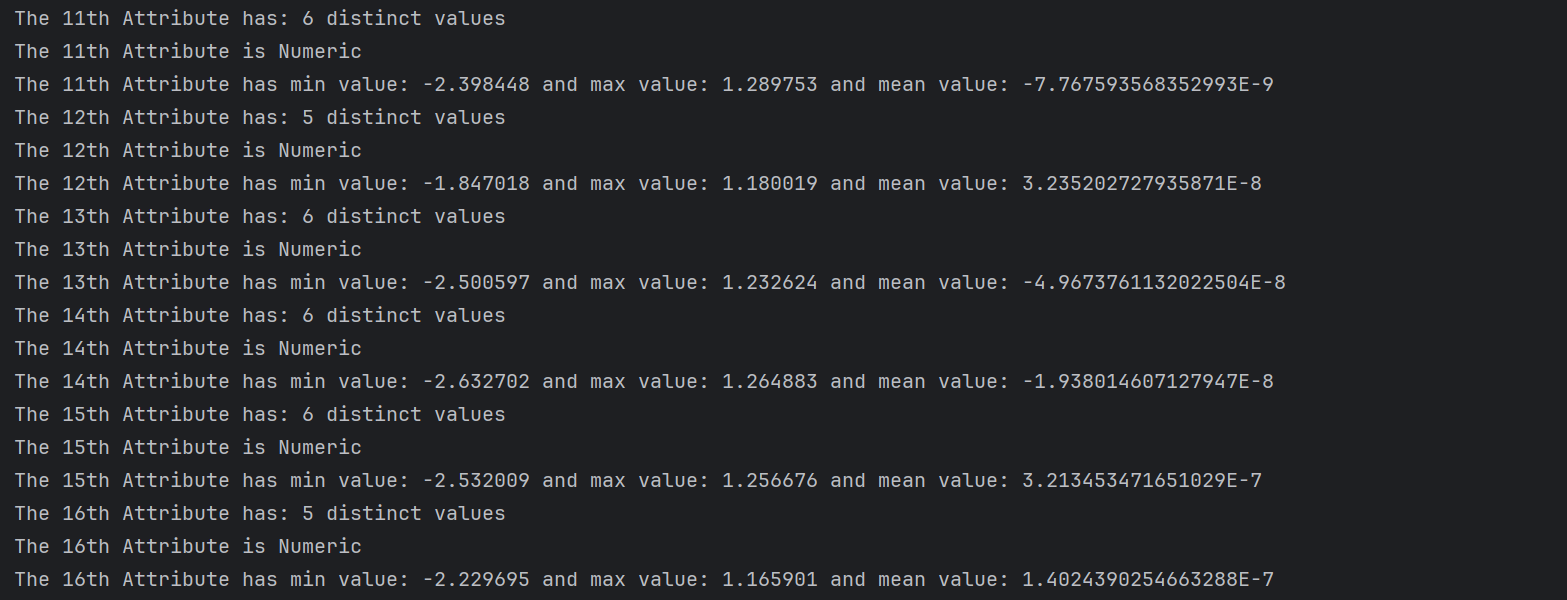 The 11th Attribute has: 6 distinct values
The 11th Attribute is Numeric
The 11th Attribute has min value: -2.398448 and max value: 1.289753 and mean value: -7.767593568352993E-9
The 12th Attribute has: 5 distinct values
The 12th Attribute is Numeric
The 12th Attribute has min value: -1.847018 and max value: 1.180019 and mean value: 3.235202727935871E-8
The 13th Attribute has: 6 distinct values
The 13th Attribute is Numeric
The 13th Attribute has min value: -2.500597 and max value: 1.232624 and mean value: -4.9673761132022504E-8
The 14th Attribute has: 6 distinct values
The 14th Attribute is Numeric
The 14th Attribute has min value: -2.632702 and max value: 1.264883 and mean value: -1.938014607127947E-8
The 15th Attribute has: 6 distinct values
The 15th Attribute is Numeric
The 15th Attribute has min value: -2.532009 and max value: 1.256676 and mean value: 3.213453471651029E-7
The 16th Attribute has: 5 distinct values
The 16th Attribute is Numeric
The 16th Attribute has min value: -2.229695 and max value: 1.165901 and mean value: 1.4024390254663288E-7